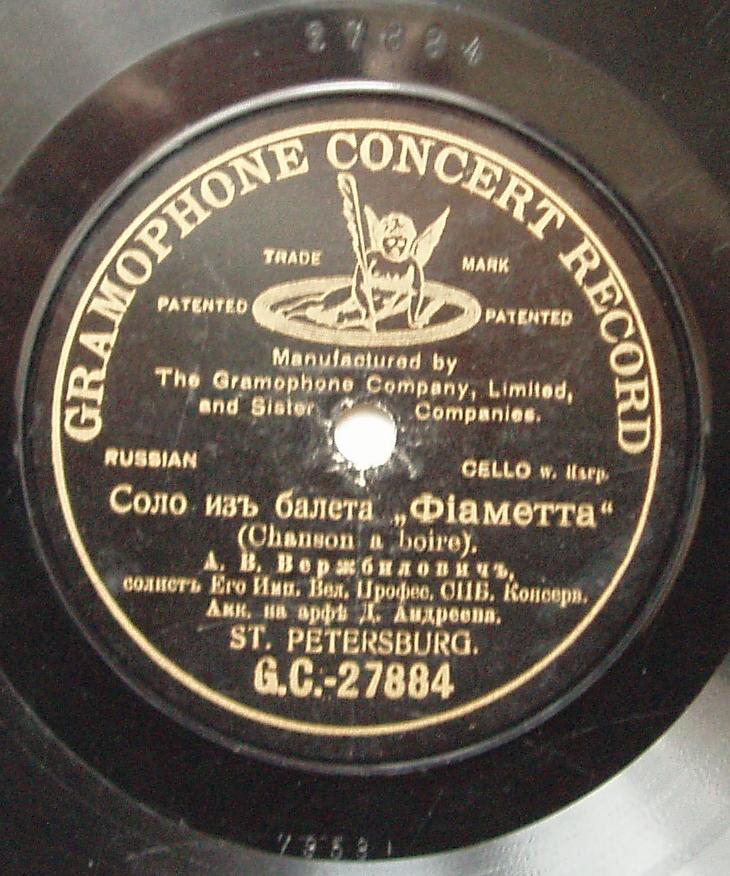 27884
GRAMOPHONE CONCERT RECORD
TRADE MARK
PATENTED PATENTED
Manufactured by
The Gramophone Company, Limited,
and Sister Companies.
RUSSIAN CELLO w. Harp.
Соло изъ балета „Фіаметта“
(Chanson a boire).
А. В. Вержбиловичъ,
солистъ Его Имп. Вел. Профес. СПБ. Консерв.
Акк. на арфѣ Д. Андреева.
ST. PETERSBURG.
G.C.-27884